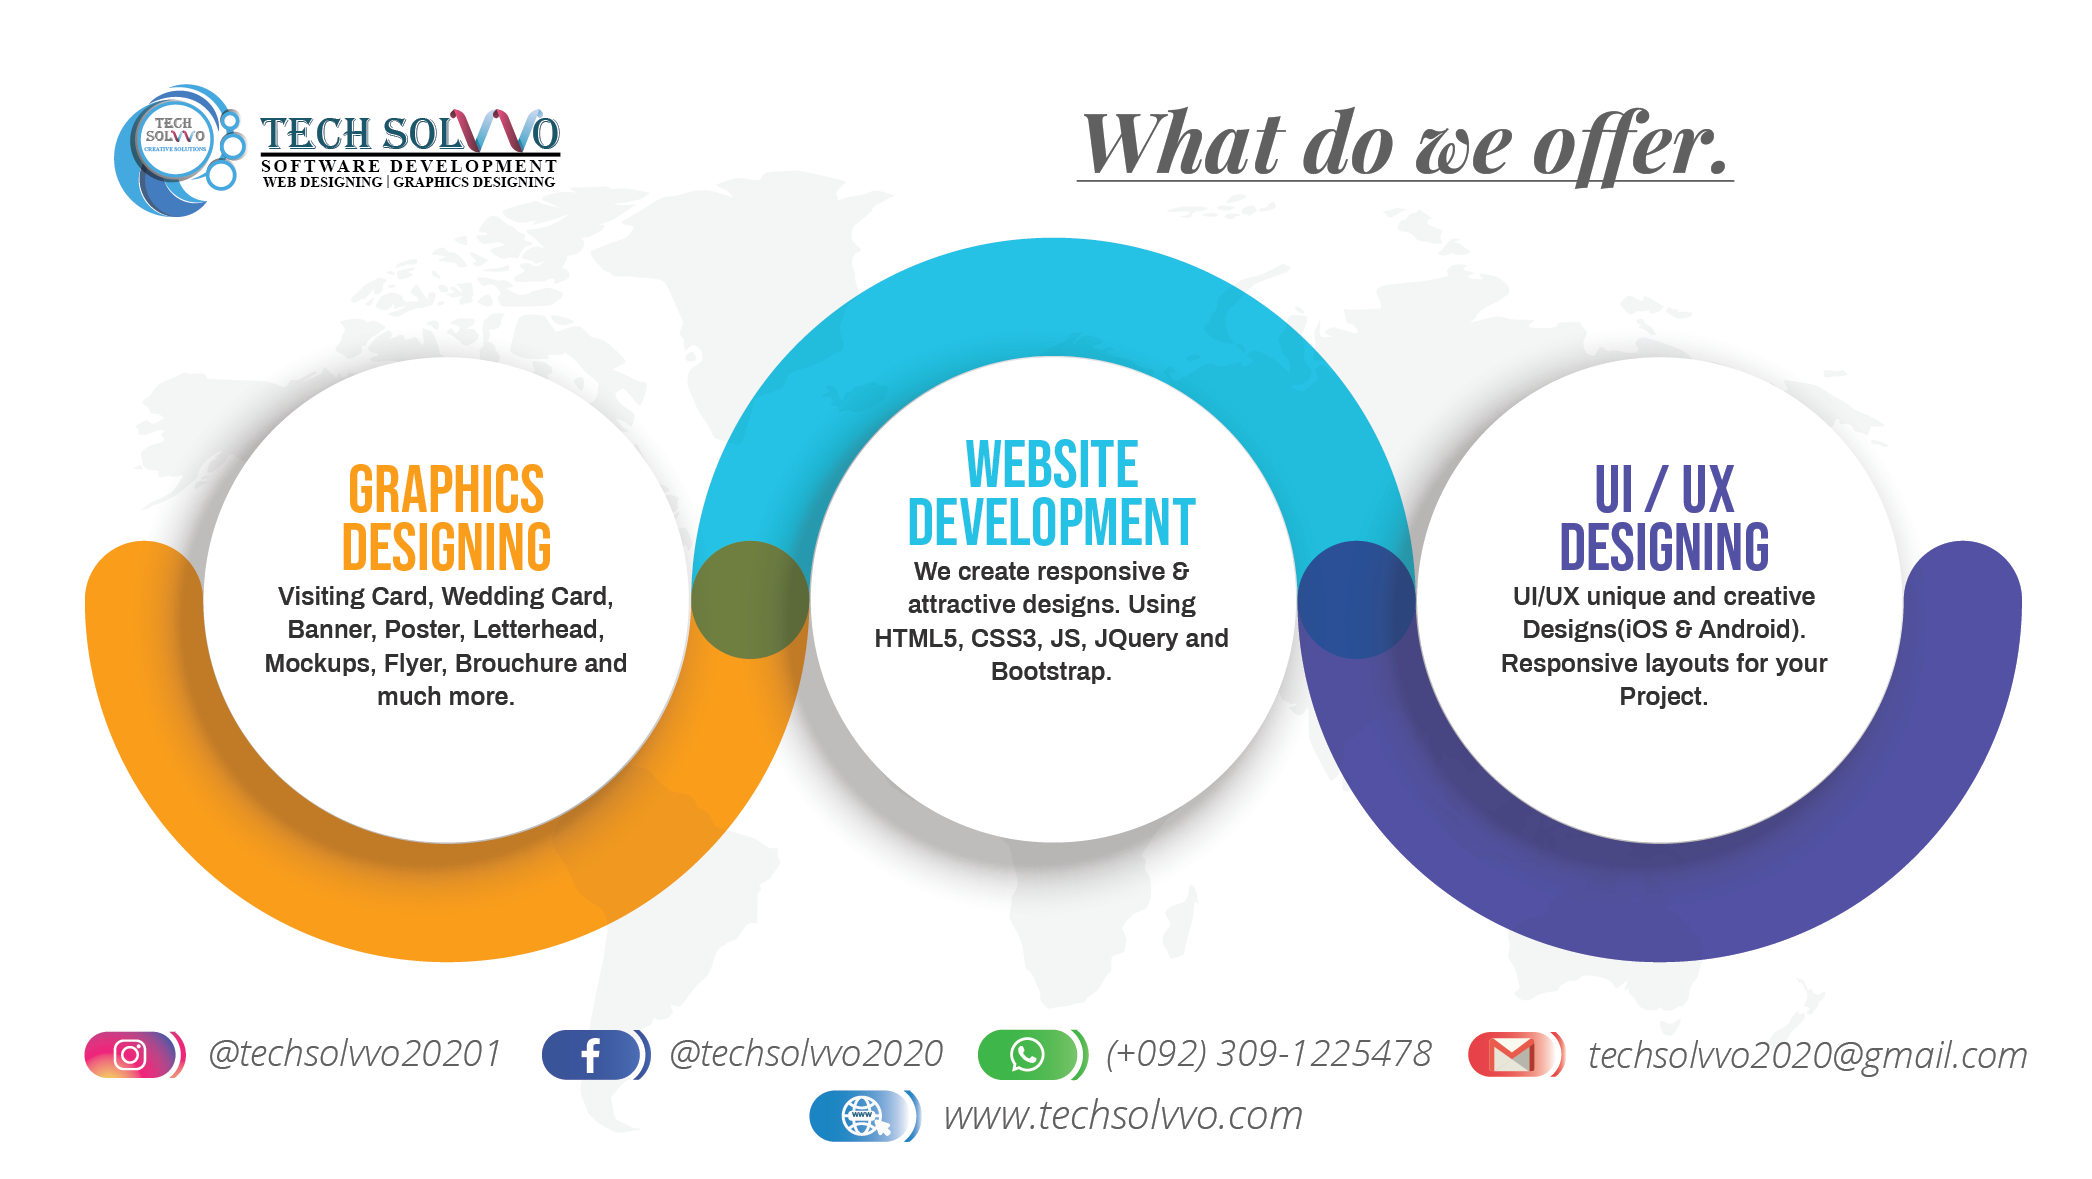 TECH
SOLVVO
CREATIVE SOLUTIONS
TECH SOLVVO
SOFTWARE DEVELOPMENT
WEB DESIGNING | GRAPHICS DESIGNING
What do we offer.
GRAPHICS
DESIGNING
Visiting Card, Wedding Card,
Banner, Poster, Letterhead,
Mockups, Flyer, Brouchure and
much more.
WEBSITE
DEVELOPMENT
We create responsive &
attractive designs. Using
HTML5, CSS3, JS, JQuery and
Bootstrap.
UI / UX
DESIGNING
UI/UX unique and creative
Designs(iOS & Android).
Responsive layouts for your
Project.
@techsolvvo20201
@techsolvvo2020
(+092) 309-1225478
techsolvvo2020@gmail.com
www
www.techsolvvo.com